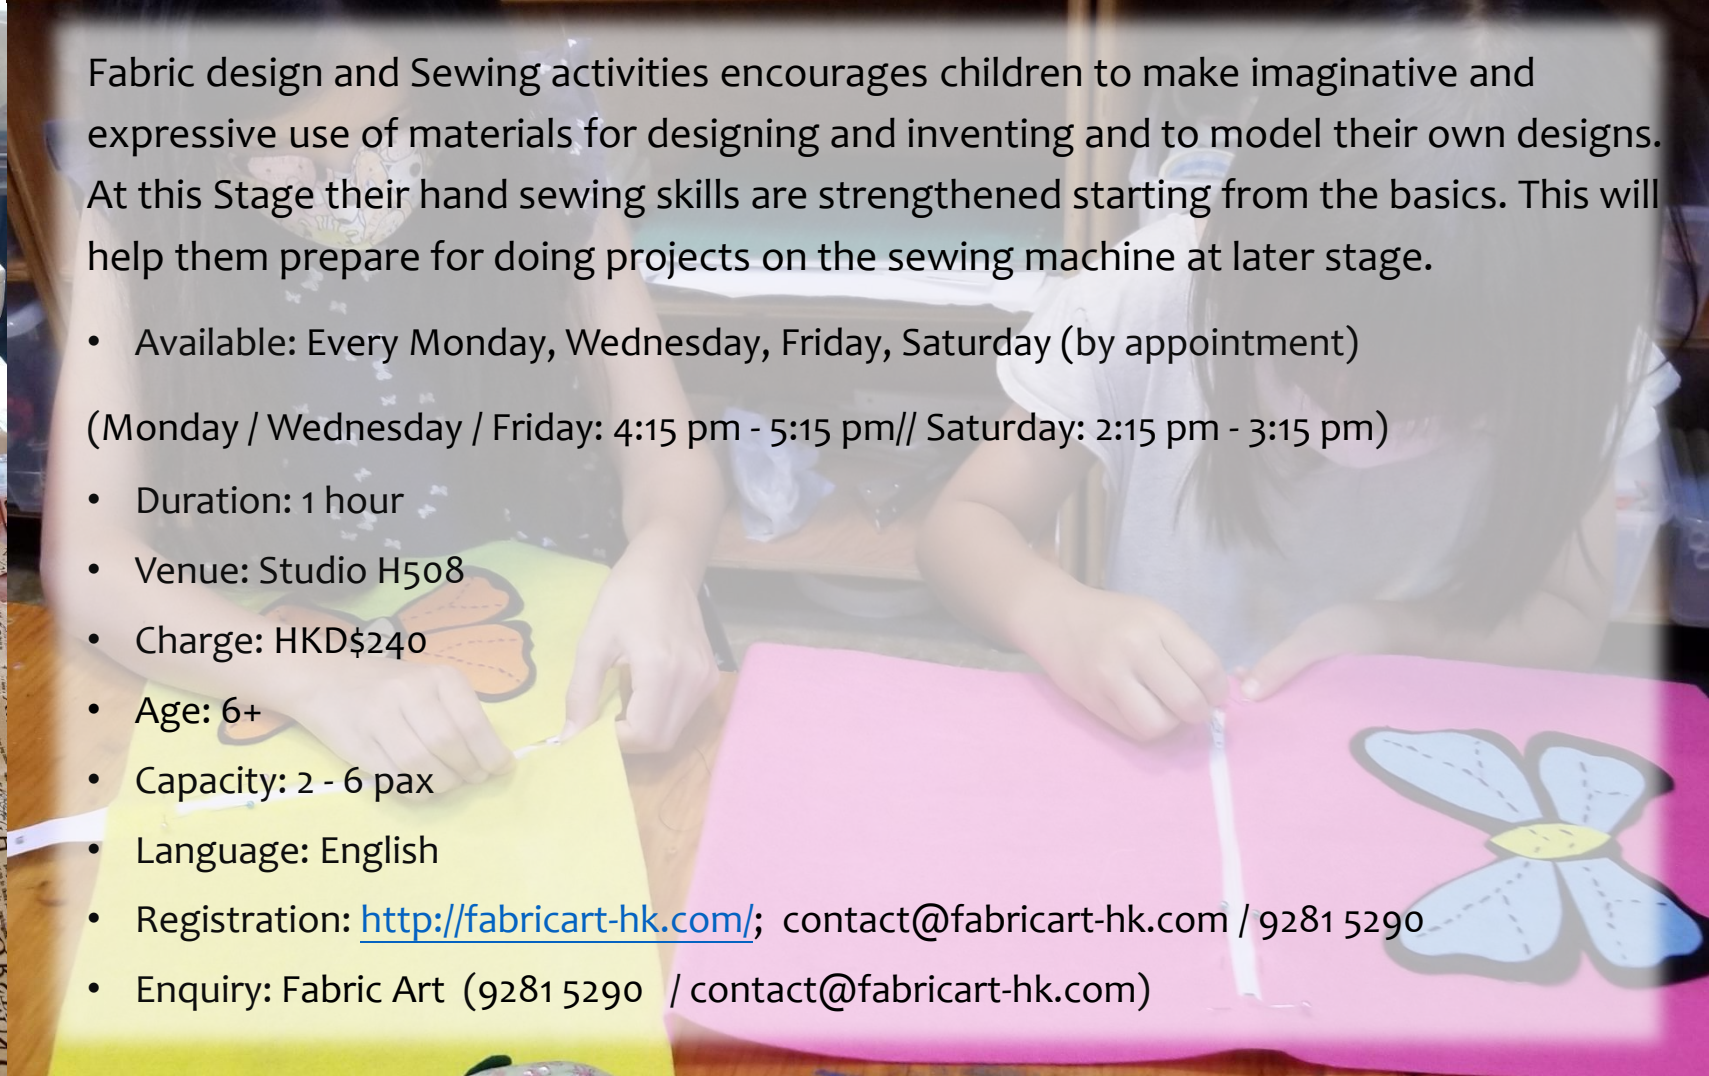 Fabric design and Sewing activities encourages children to make imaginative and
expressive use of materials for designing and inventing and to model their own designs.
At this Stage their hand sewing skills are strengthened starting from the basics. This will
help them prepare for doing projects on the sewing machine at later stage.
• Available: Every Monday, Wednesday, Friday, Saturday (by appointment)
(Monday / Wednesday / Friday: 4:15 pm - 5:15 pm// Saturday: 2:15 pm - 3:15 pm)
• Duration: 1 hour
• Venue: Studio H508
• Charge: HKD$240
• Age: 6+
• Capacity: 2 - 6 pax
• Language: English
• Registration: http://fabricart-hk.com/; contact@fabricart-hk.com / 9281 5290
• Enquiry: Fabric Art (9281 5290 / contact@fabricart-hk.com)